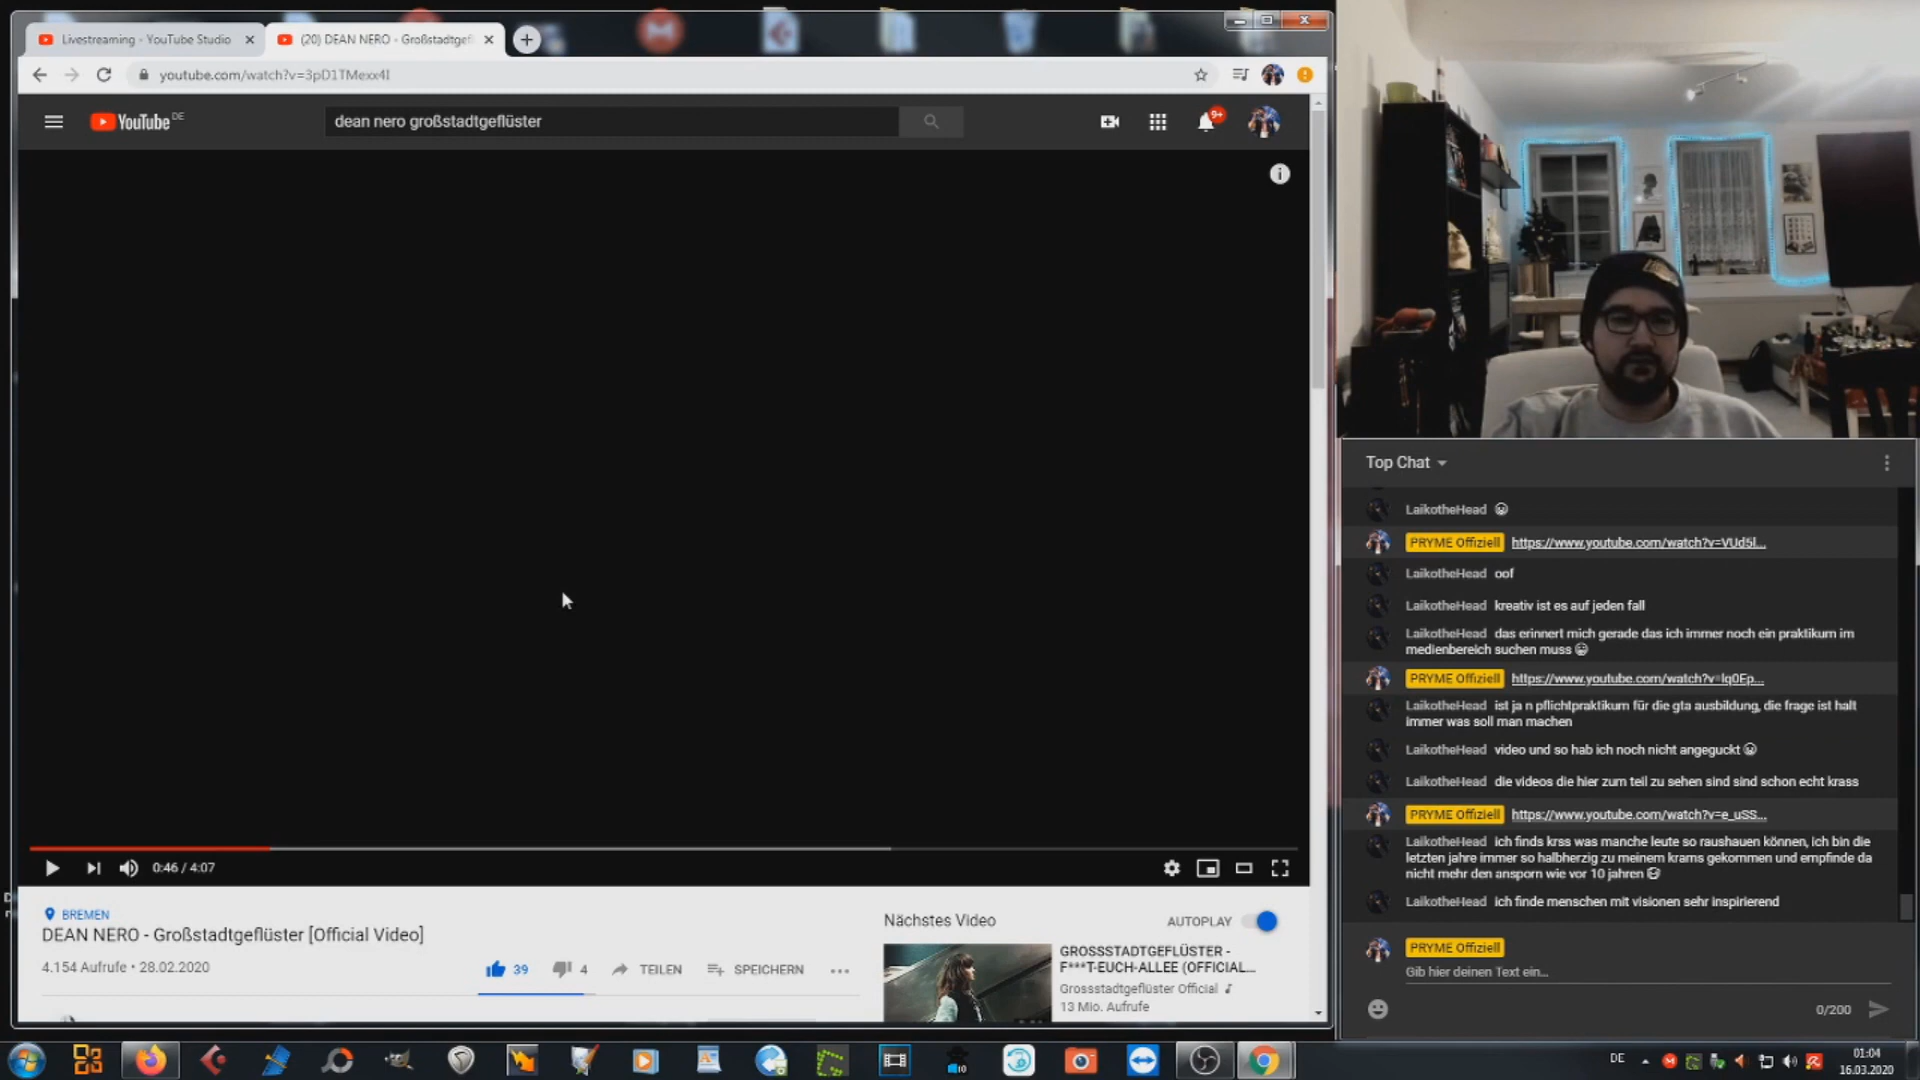 Livestreaming - YouTube Studio
(20) DEAN NERO - Großstadtgefl
youtube.com/watch?v=3pD1TMexx4I
YouTube DE
dean nero großstadtgeflüster
9+
0:46 / 4:07
BREMEN
DEAN NERO - Großstadtgeflüster [Official Video]
4.154 Aufrufe • 28.02.2020
39
4
TEILEN
SPEICHERN
Nächstes Video
AUTOPLAY
GROSSSTADTGEFLÜSTER -
F***T-EUCH-ALLEE (OFFICIAL...
Grossstadtgeflüster Official
13 Mio. Aufrufe
Top Chat
LaikotheHead
PRYME Offiziell https://www.youtube.com/watch?v=VUd5l...
LaikotheHead oof
LaikotheHead kreativ ist es auf jeden fall
LaikotheHead das erinnert mich gerade das ich immer noch ein praktikum im
medienbereich suchen muss
PRYME Offiziell https://www.youtube.com/watch?v=lq0Ep...
LaikotheHead ist ja n pflichtpraktikum für die gta ausbildung, die frage ist halt
immer was soll man machen
LaikotheHead video und so hab ich noch nicht angeguckt
LaikotheHead die videos die hier zum teil zu sehen sind sind schon echt krass
PRYME Offiziell https://www.youtube.com/watch?v=e_uSS...
LaikotheHead ich finds krss was manche leute so raushauen können, ich bin die
letzten jahre immer so halbherzig zu meinem krams gekommen und empfinde da
nicht mehr den ansporn wie vor 10 jahren
LaikotheHead ich finde menschen mit visionen sehr inspirierend
PRYME Offiziell
Gib hier deinen Text ein...
0/200
DE
01:04
16.03.2020